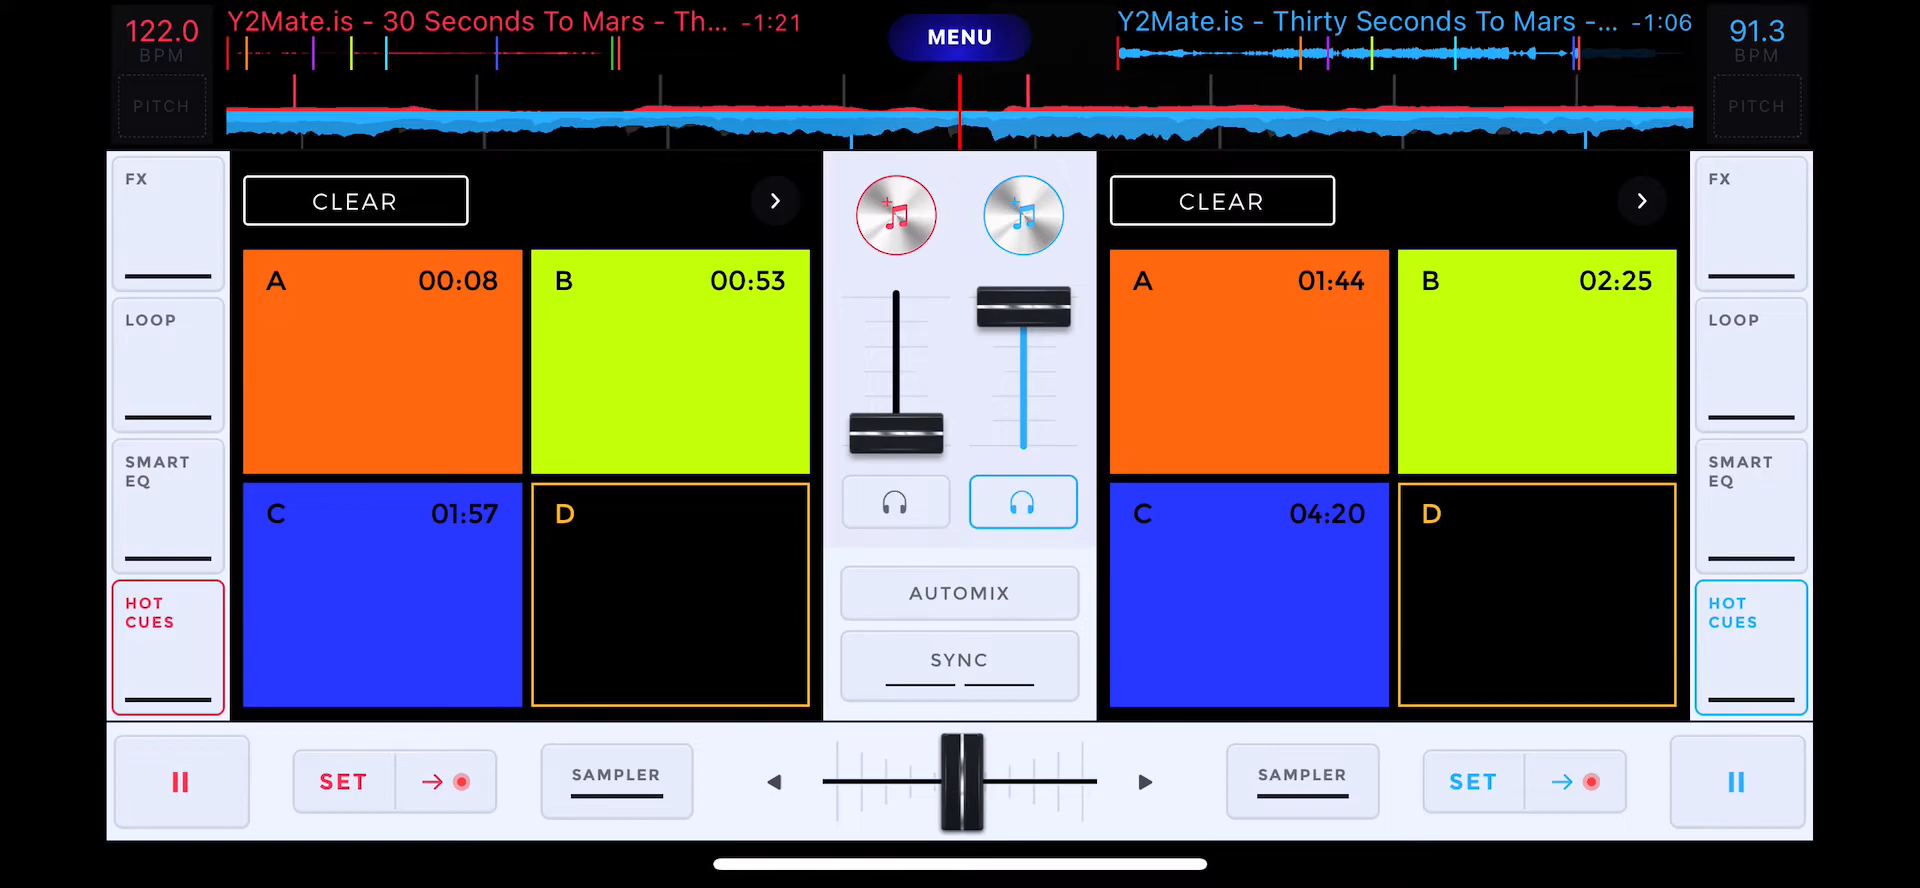 122.0
BPM
PITCH
Y2Mate.is - 30 Seconds To Mars - Th... -1:21
MENU
Y2Mate.is - Thirty Seconds To Mars -... -1:06
91.3
BPM
PITCH
FX
LOOP
SMART
EQ
HOT
CUES
CLEAR
A 00:08
B 00:53
C 01:57
D
AUTOMIX
SYNC
CLEAR
A 01:44
B 02:25
C 04:20
D
FX
LOOP
SMART
EQ
HOT
CUES
SET
SAMPLER
SAMPLER
SET